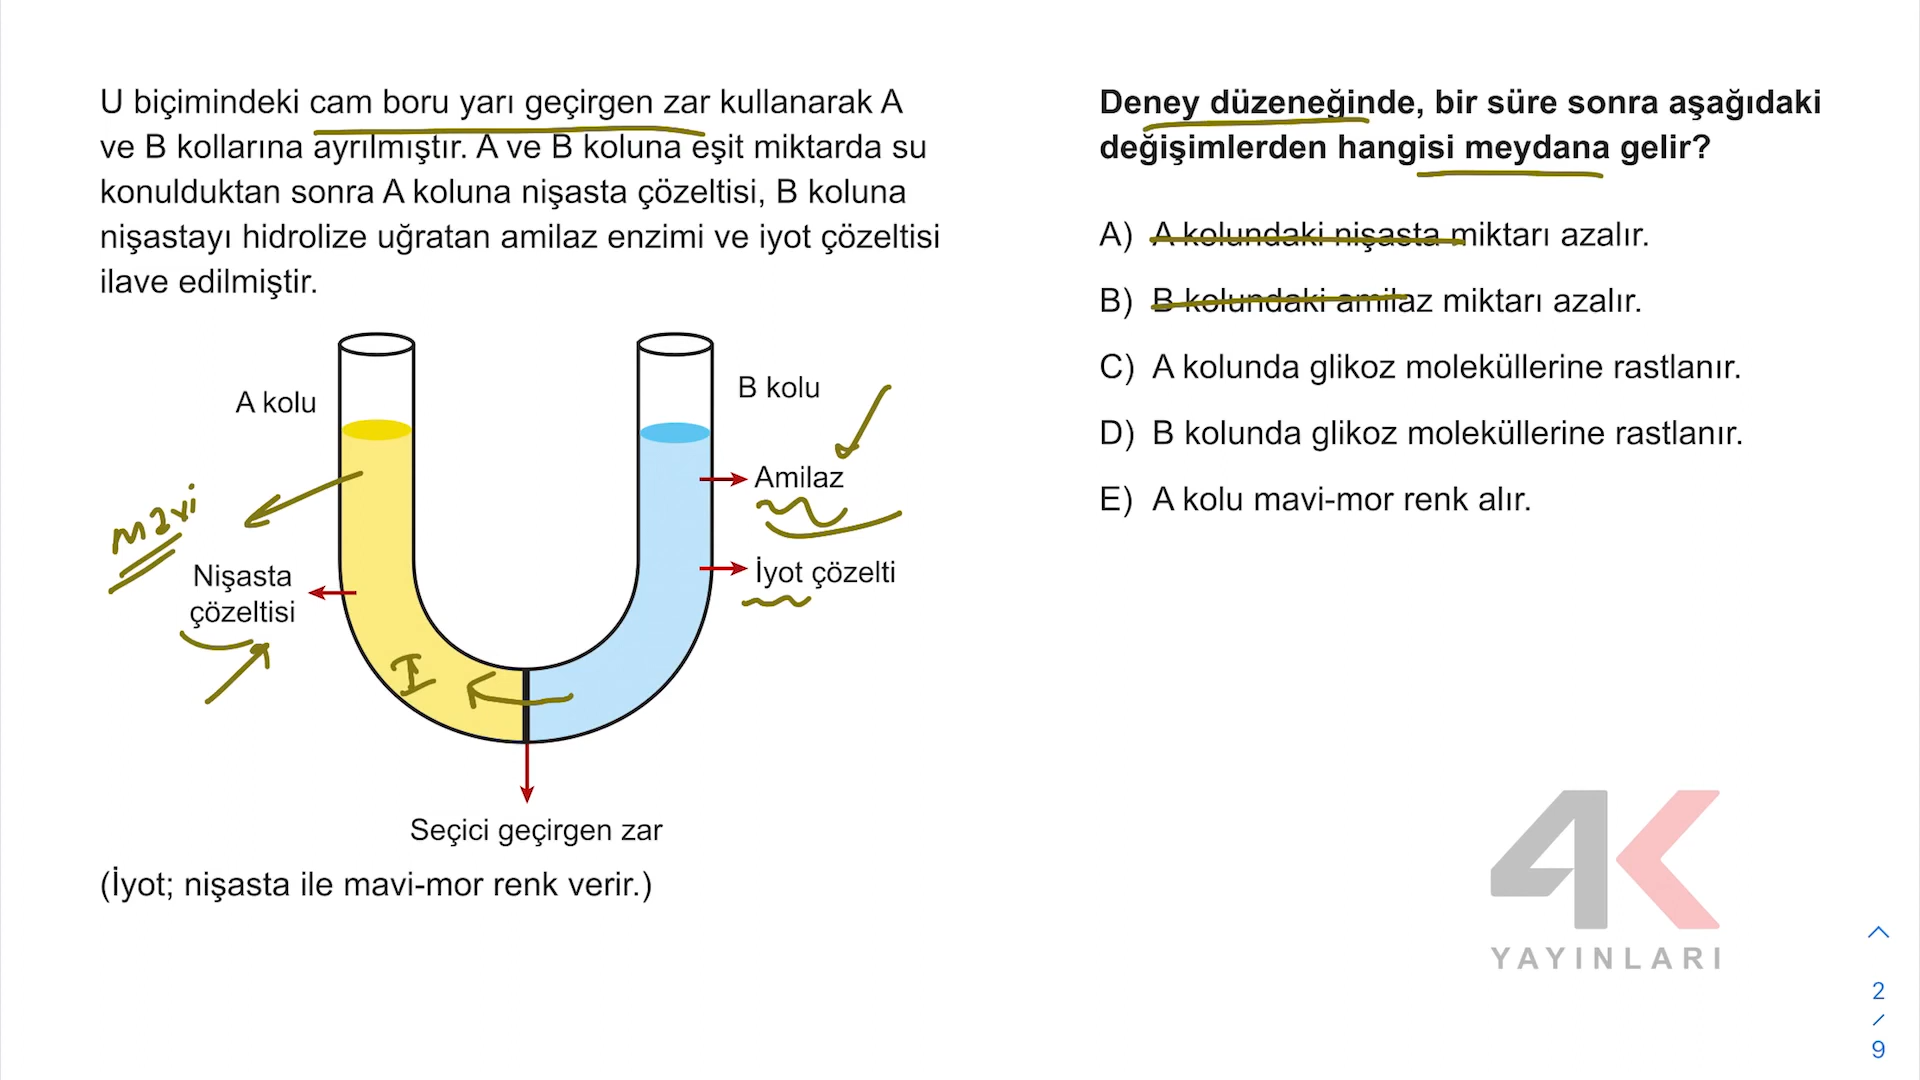 U biçimindeki cam boru yarı geçirgen zar kullanarak A
ve B kollarına ayrılmıştır. A ve B koluna eşit miktarda su
konulduktan sonra A koluna nişasta çözeltisi, B koluna
nişastayı hidrolize uğratan amilaz enzimi ve iyot çözeltisi
ilave edilmiştir.
A kolu
B kolu
Amilaz
mavi
Nişasta
çözeltisi
İyot çözelti
I
Seçici geçirgen zar
(İyot; nişasta ile mavi-mor renk verir.)
Deney düzeneğinde, bir süre sonra aşağıdaki
değişimlerden hangisi meydana gelir?
A) A kolundaki nişasta miktarı azalır.
B) B kolundaki amilaz miktarı azalır.
C) A kolunda glikoz moleküllerine rastlanır.
D) B kolunda glikoz moleküllerine rastlanır.
E) A kolu mavi-mor renk alır.
4K
YAYINLARI
2
/
9